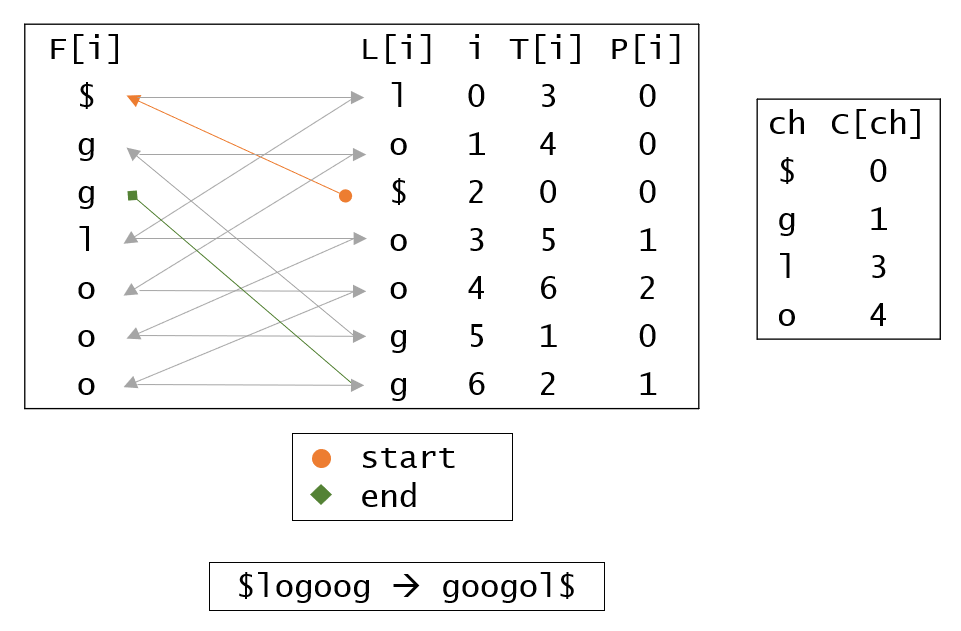 F[i] L[i] i T[i] P[i]
$ l 0 3 0
g o 1 4 0
g $ 2 0 0
l o 3 5 1
o o 4 6 2
o g 5 1 0
o g 6 2 1
ch C[ch]
$ 0
g 1
l 3
o 4
start
end
$logoog → googol$